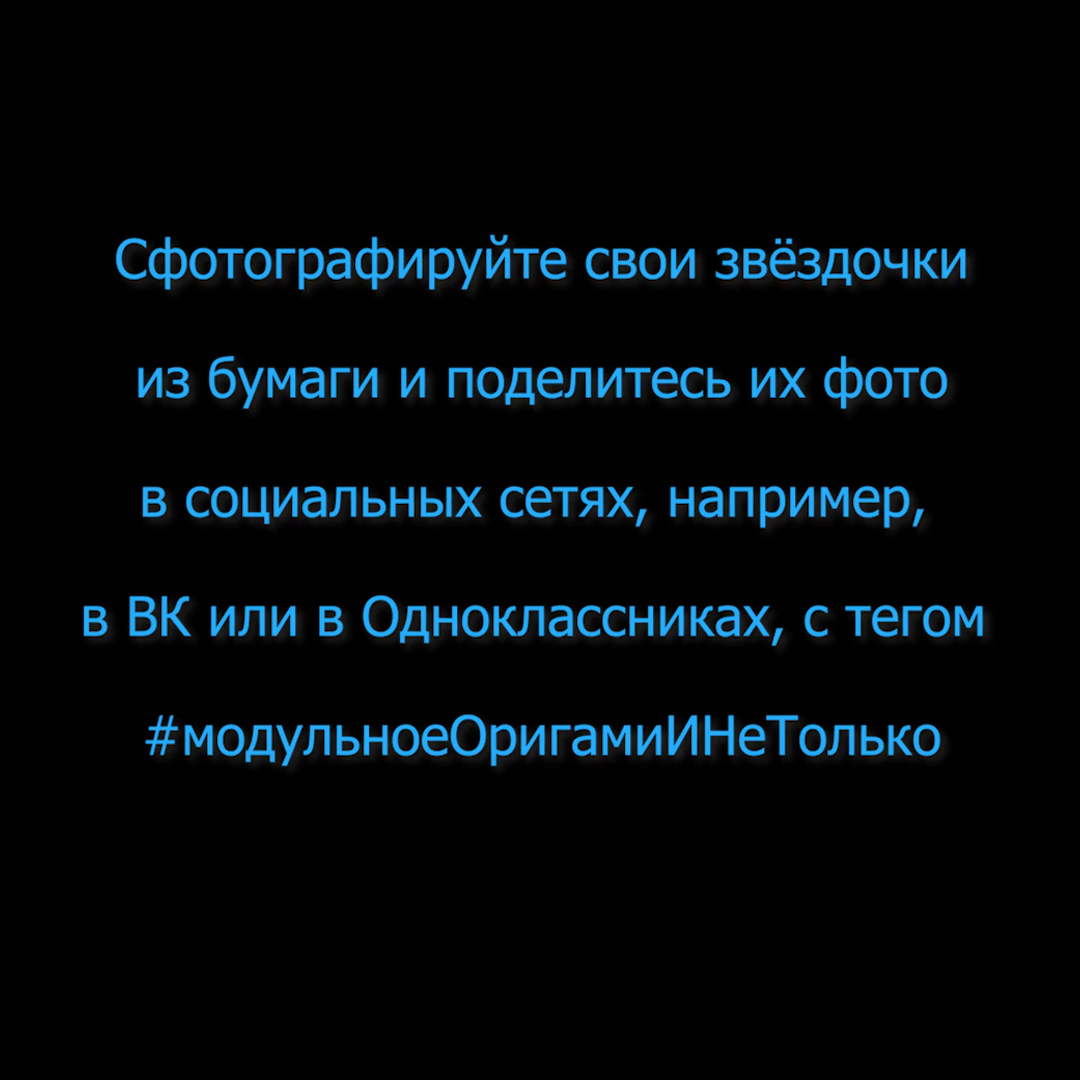 Сфотографируйте свои звёздочки
из бумаги и поделитесь их фото
в социальных сетях, например,
в ВК или в Одноклассниках, с тегом
#модульноеОригамиИНеТолько